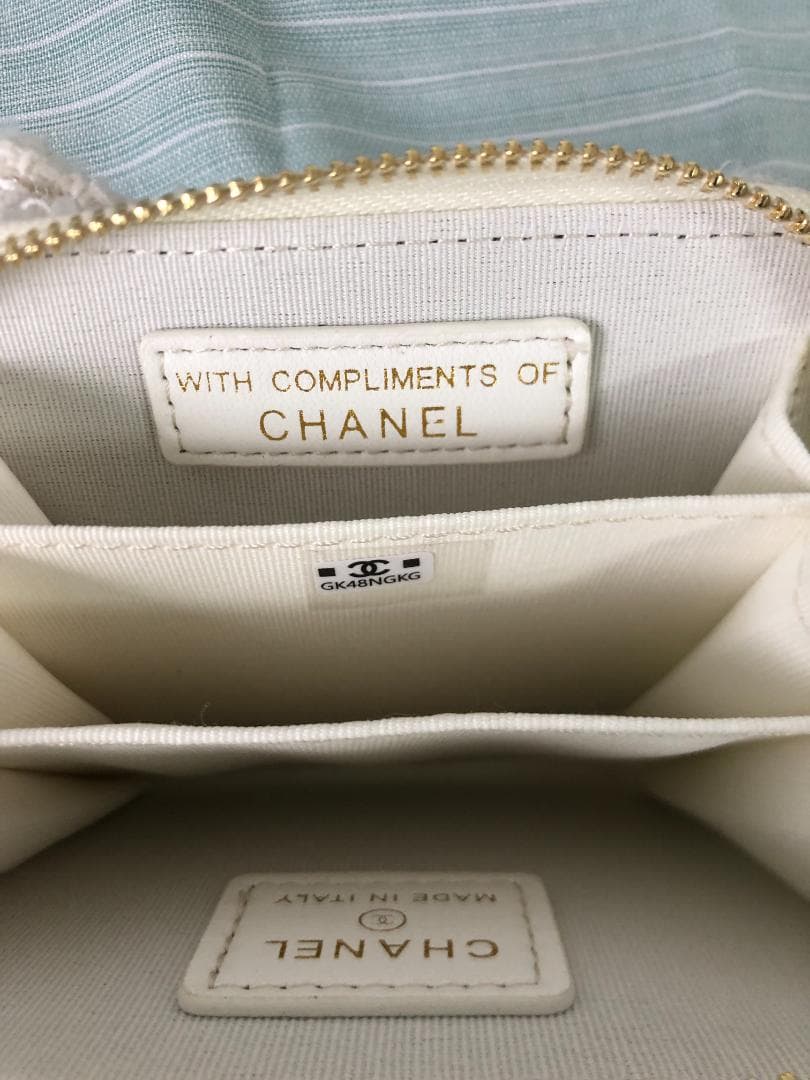 WITH COMPLIMENTS OF
CHANEL
GK48NGKG
CHANEL
MADE IN ITALY